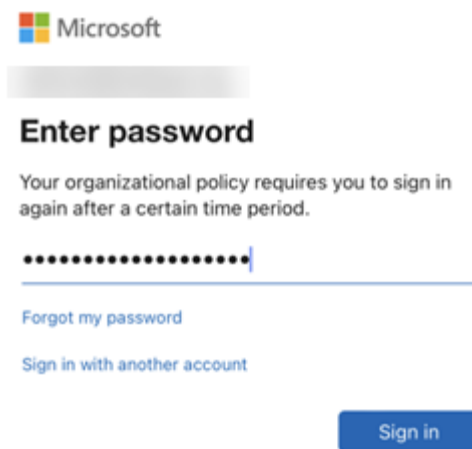 Microsoft
Enter password
Your organizational policy requires you to sign in
again after a certain time period.
Forgot my password
Sign in with another account
Sign in